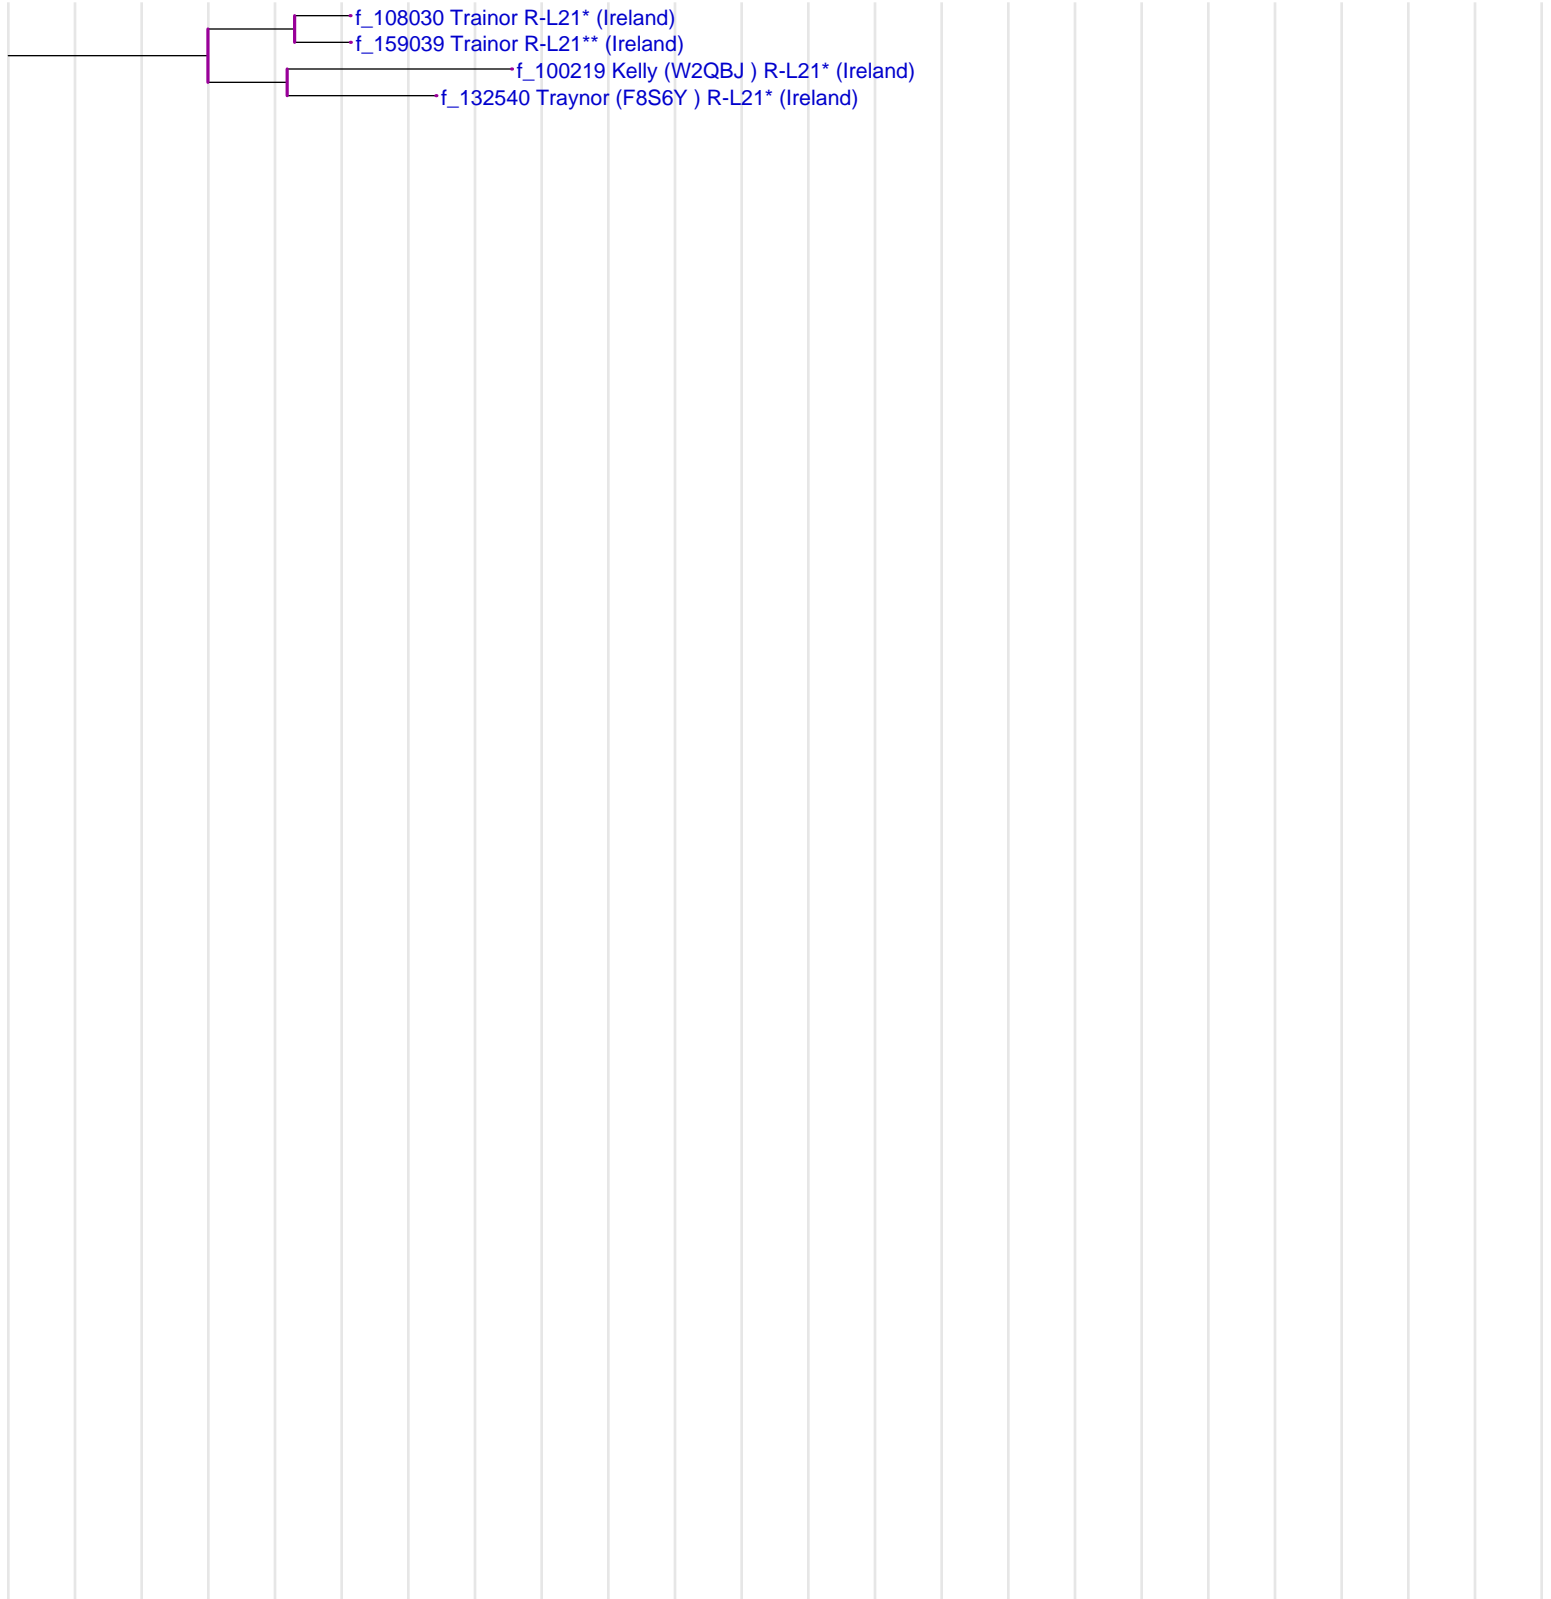 f_108030 Trainor R-L21* (Ireland)
f_159039 Trainor R-L21** (Ireland)
f_100219 Kelly (W2QBJ ) R-L21* (Ireland)
f_132540 Traynor (F8S6Y ) R-L21* (Ireland)